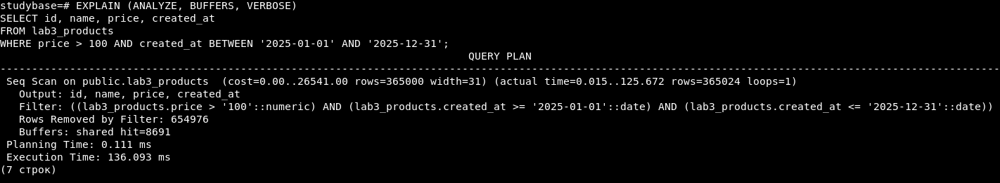 studybase=# EXPLAIN (ANALYZE, BUFFERS, VERBOSE)
SELECT id, name, price, created_at
FROM lab3_products
WHERE price > 100 AND created_at BETWEEN '2025-01-01' AND '2025-12-31';
QUERY PLAN
----------------------------------------------------------------------------------------------------------------------------------------------------------------
Seq Scan on public.lab3_products  (cost=0.00..26541.00 rows=365000 width=31) (actual time=0.015..125.672 rows=365024 loops=1)
Output: id, name, price, created_at
Filter: ((lab3_products.price > '100'::numeric) AND (lab3_products.created_at >= '2025-01-01'::date) AND (lab3_products.created_at <= '2025-12-31'::date))
Rows Removed by Filter: 654976
Buffers: shared hit=8691
Planning Time: 0.111 ms
Execution Time: 136.093 ms
(7 строк)